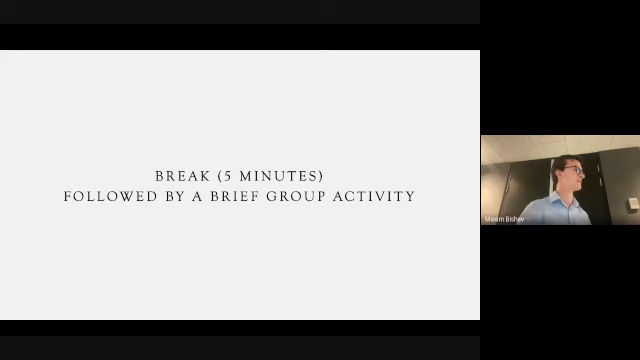 BREAK (5 MINUTES)
FOLLOWED BY A BRIEF GROUP ACTIVITY
Maxim Bishev